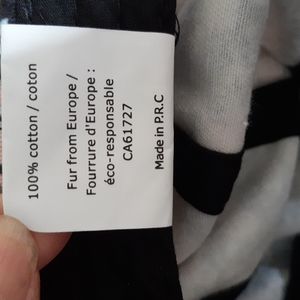 100% cotton / coton
Fur from Europe /
Fourrure d'Europe :
éco-responsable
CA61727
Made in P.R.C